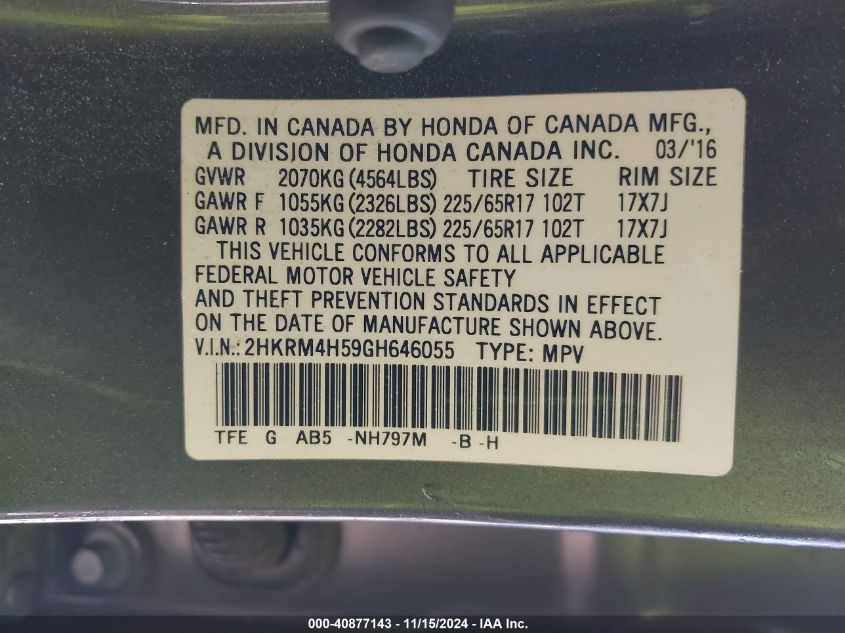 MFD. IN CANADA BY HONDA OF CANADA MFG.,
A DIVISION OF HONDA CANADA INC. 03/'16
GVWR 2070KG (4564LBS) TIRE SIZE RIM SIZE
GAWR F 1055KG (2326LBS) 225/65R17 102T 17X7J
GAWR R 1035KG (2282LBS) 225/65R17 102T 17X7J
THIS VEHICLE CONFORMS TO ALL APPLICABLE
FEDERAL MOTOR VEHICLE SAFETY
AND THEFT PREVENTION STANDARDS IN EFFECT
ON THE DATE OF MANUFACTURE SHOWN ABOVE.
V.I.N.: 2HKRM4H59GH646055 TYPE: MPV
TFE G AB5 -NH797M -B -H
000-40877143 - 11/15/2024 - IAA Inc.